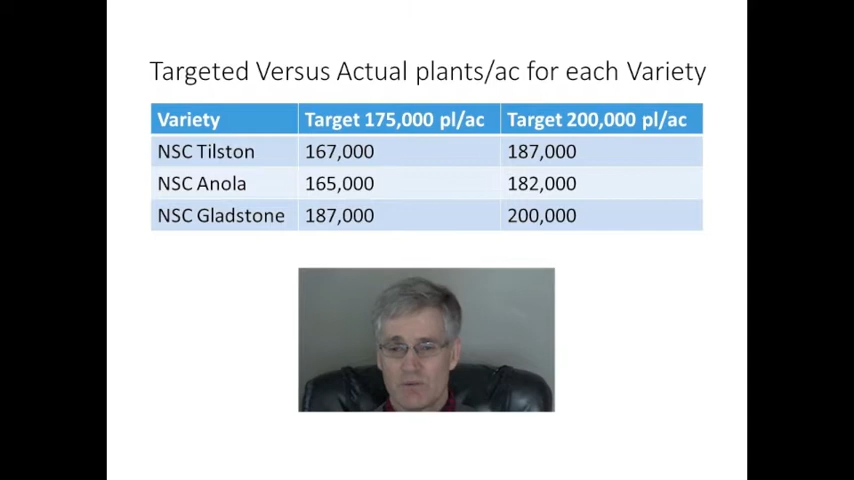 Targeted Versus Actual plants/ac for each Variety
Variety Target 175,000 pl/ac Target 200,000 pl/ac
NSC Tilston 167,000 187,000
NSC Anola 165,000 182,000
NSC Gladstone 187,000 200,000